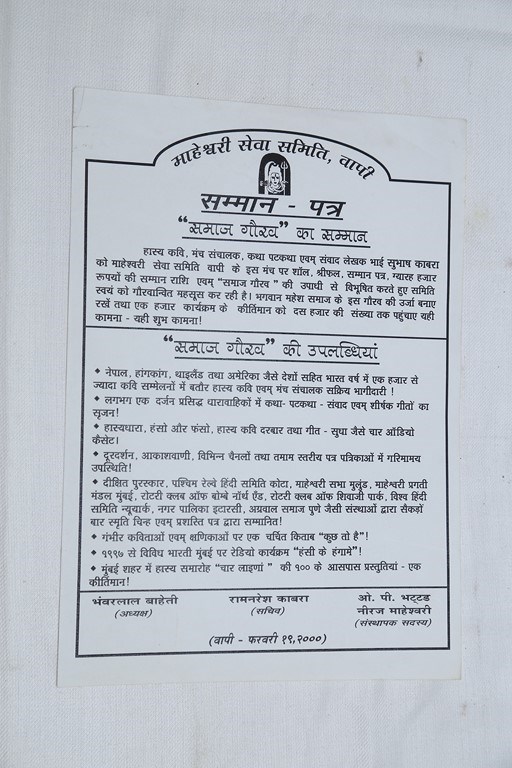 माहेश्वरी सेवा समिति, वापी
सम्मान - पत्र
“समाज गौरव” का सम्मान
हास्य कवि, मंच संचालक, कथा पटकथा एवम् संवाद लेखक भाई सुभाष काबरा
को माहेश्वरी सेवा समिति वापी के इस मंच पर शॉल, श्रीफल, सम्मान पत्र, ग्यारह हजार
रूपयों की सम्मान राशि एवम् “समाज गौरव ” की उपाधी से विभूषित करते हुए समिति
स्वयं को गौरवान्वित महसूस कर रही है। भगवान महेश समाज के इस गौरव की उर्जा बनाए
रखें तथा एक हजार कार्यक्रम के कीर्तिमान को दस हजार की संख्या तक पहुंचाए यही
कामना - यही शुभ कामना!
“समाज गौरव” की उपलब्धियां
◆ नेपाल, हांगकांग, थाइलैंड तथा अमेरिका जैसे देशों सहित भारत वर्ष में एक हजार से
ज्यादा कवि सम्मेलनों में बतौर हास्य कवि एवम् मंच संचालक सक्रिय भागीदारी !
◆ लगभग एक दर्जन प्रसिद्ध धारावाहिकों में कथा- पटकथा - संवाद एवम् शीर्षक गीतों का
सृजन!
◆ हास्यधारा, हंसो और फंसो, हास्य कवि दरबार तथा गीत - सुधा जैसे चार ऑडियो
कैसेट।
◆ दूरदर्शन, आकाशवाणी, विभिन्न चैनलों तथा तमाम स्तरीय पत्र पत्रिकाओं में गरिमामय
उपस्थिति!
◆ दीक्षित पुरस्कार, पश्चिम रेल्वे हिंदी समिति कोटा, माहेश्वरी सभा मुलुंड, माहेश्वरी प्रगती
मंडल मुंबई, रोटरी क्लब ऑफ बोम्बे नॉर्थ ऍंड, रोटरी क्लब ऑफ शिवाजी पार्क, विश्व हिंदी
समिति न्यूयार्क, नगर पालिका इटारसी, अग्रवाल समाज पुणे जैसी संस्थाओं द्वारा सैकड़ों
बार स्मृति चिन्ह एवम् प्रशस्ति पत्र द्वारा सम्मानित!
◆ गंभीर कविताओं एवम् क्षणिकाओं पर एक चर्चित किताब “कुछ तो है”!
◆ १९९७ से विविध भारती मुंबई पर रेडियो कार्यक्रम “हंसी के हंगामे”!
◆ मुंबई शहर में हास्य समारोह “चार लाइणां ” की १०० के आसपास प्रस्तुतियां - एक
कीर्तिमान!
भंवरलाल बाहेती रामनरेश काबरा ओ. पी. भट्टड
(अध्यक्ष) (सचिव) नीरज माहेश्वरी
(संस्थापक सदस्य)
(वापी - फरवरी १९,२०००)